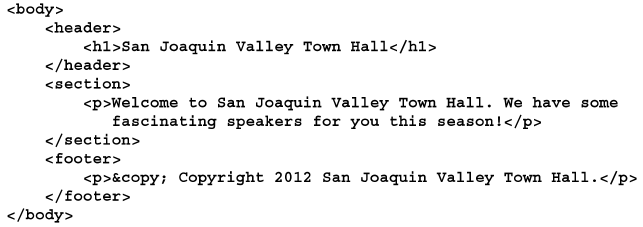 <body>
    <header>
        <h1>San Joaquin Valley Town Hall</h1>
    </header>
    <section>
        <p>Welcome to San Joaquin Valley Town Hall. We have some
           fascinating speakers for you this season!</p>
    </section>
    <footer>
        <p>&copy; Copyright 2012 San Joaquin Valley Town Hall.</p>
    </footer>
</body>